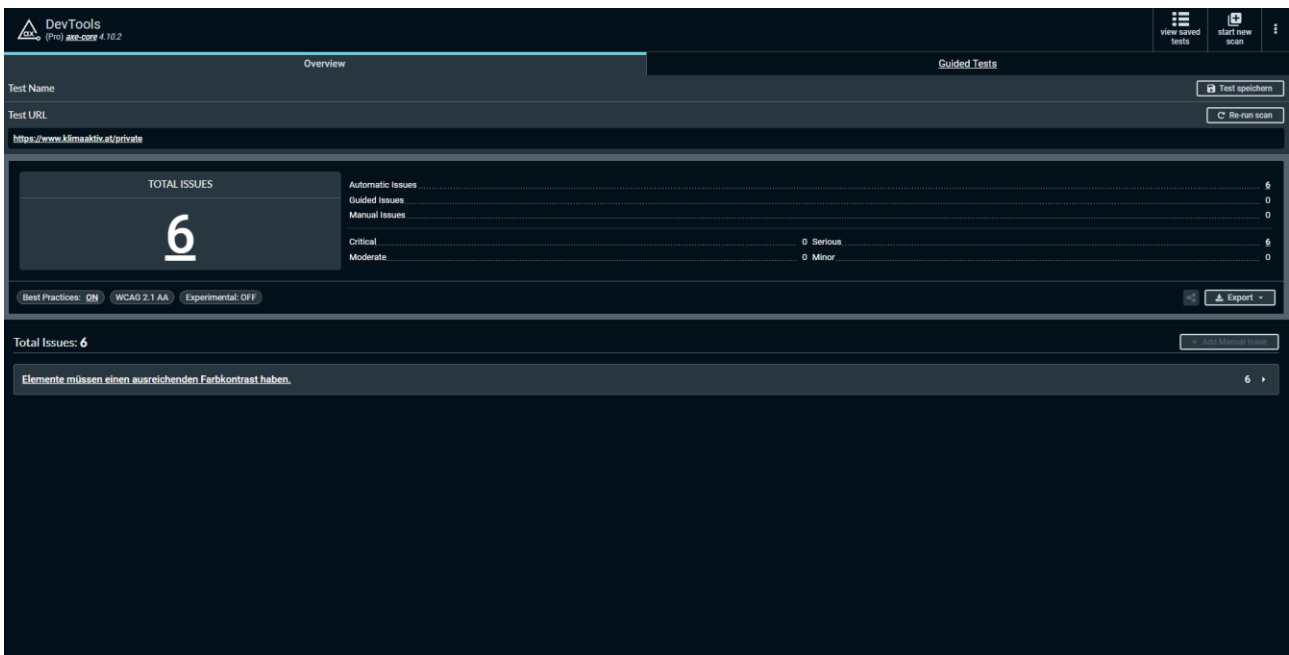 ax DevTools
(Pro) axe-core 4.10.2
view saved tests
start new scan
Overview
Guided Tests
Test Name
Test speichern
Test URL
Re-run scan
https://www.klimaaktiv.at/private
TOTAL ISSUES
6
Automatic Issues 6
Guided Issues 0
Manual Issues 0
Critical 0 Serious 6
Moderate 0 Minor 0
Best Practices: ON WCAG 2.1 AA Experimental: OFF
Export
Total Issues: 6
+ Add Manual Issue
Elemente müssen einen ausreichenden Farbkontrast haben. 6